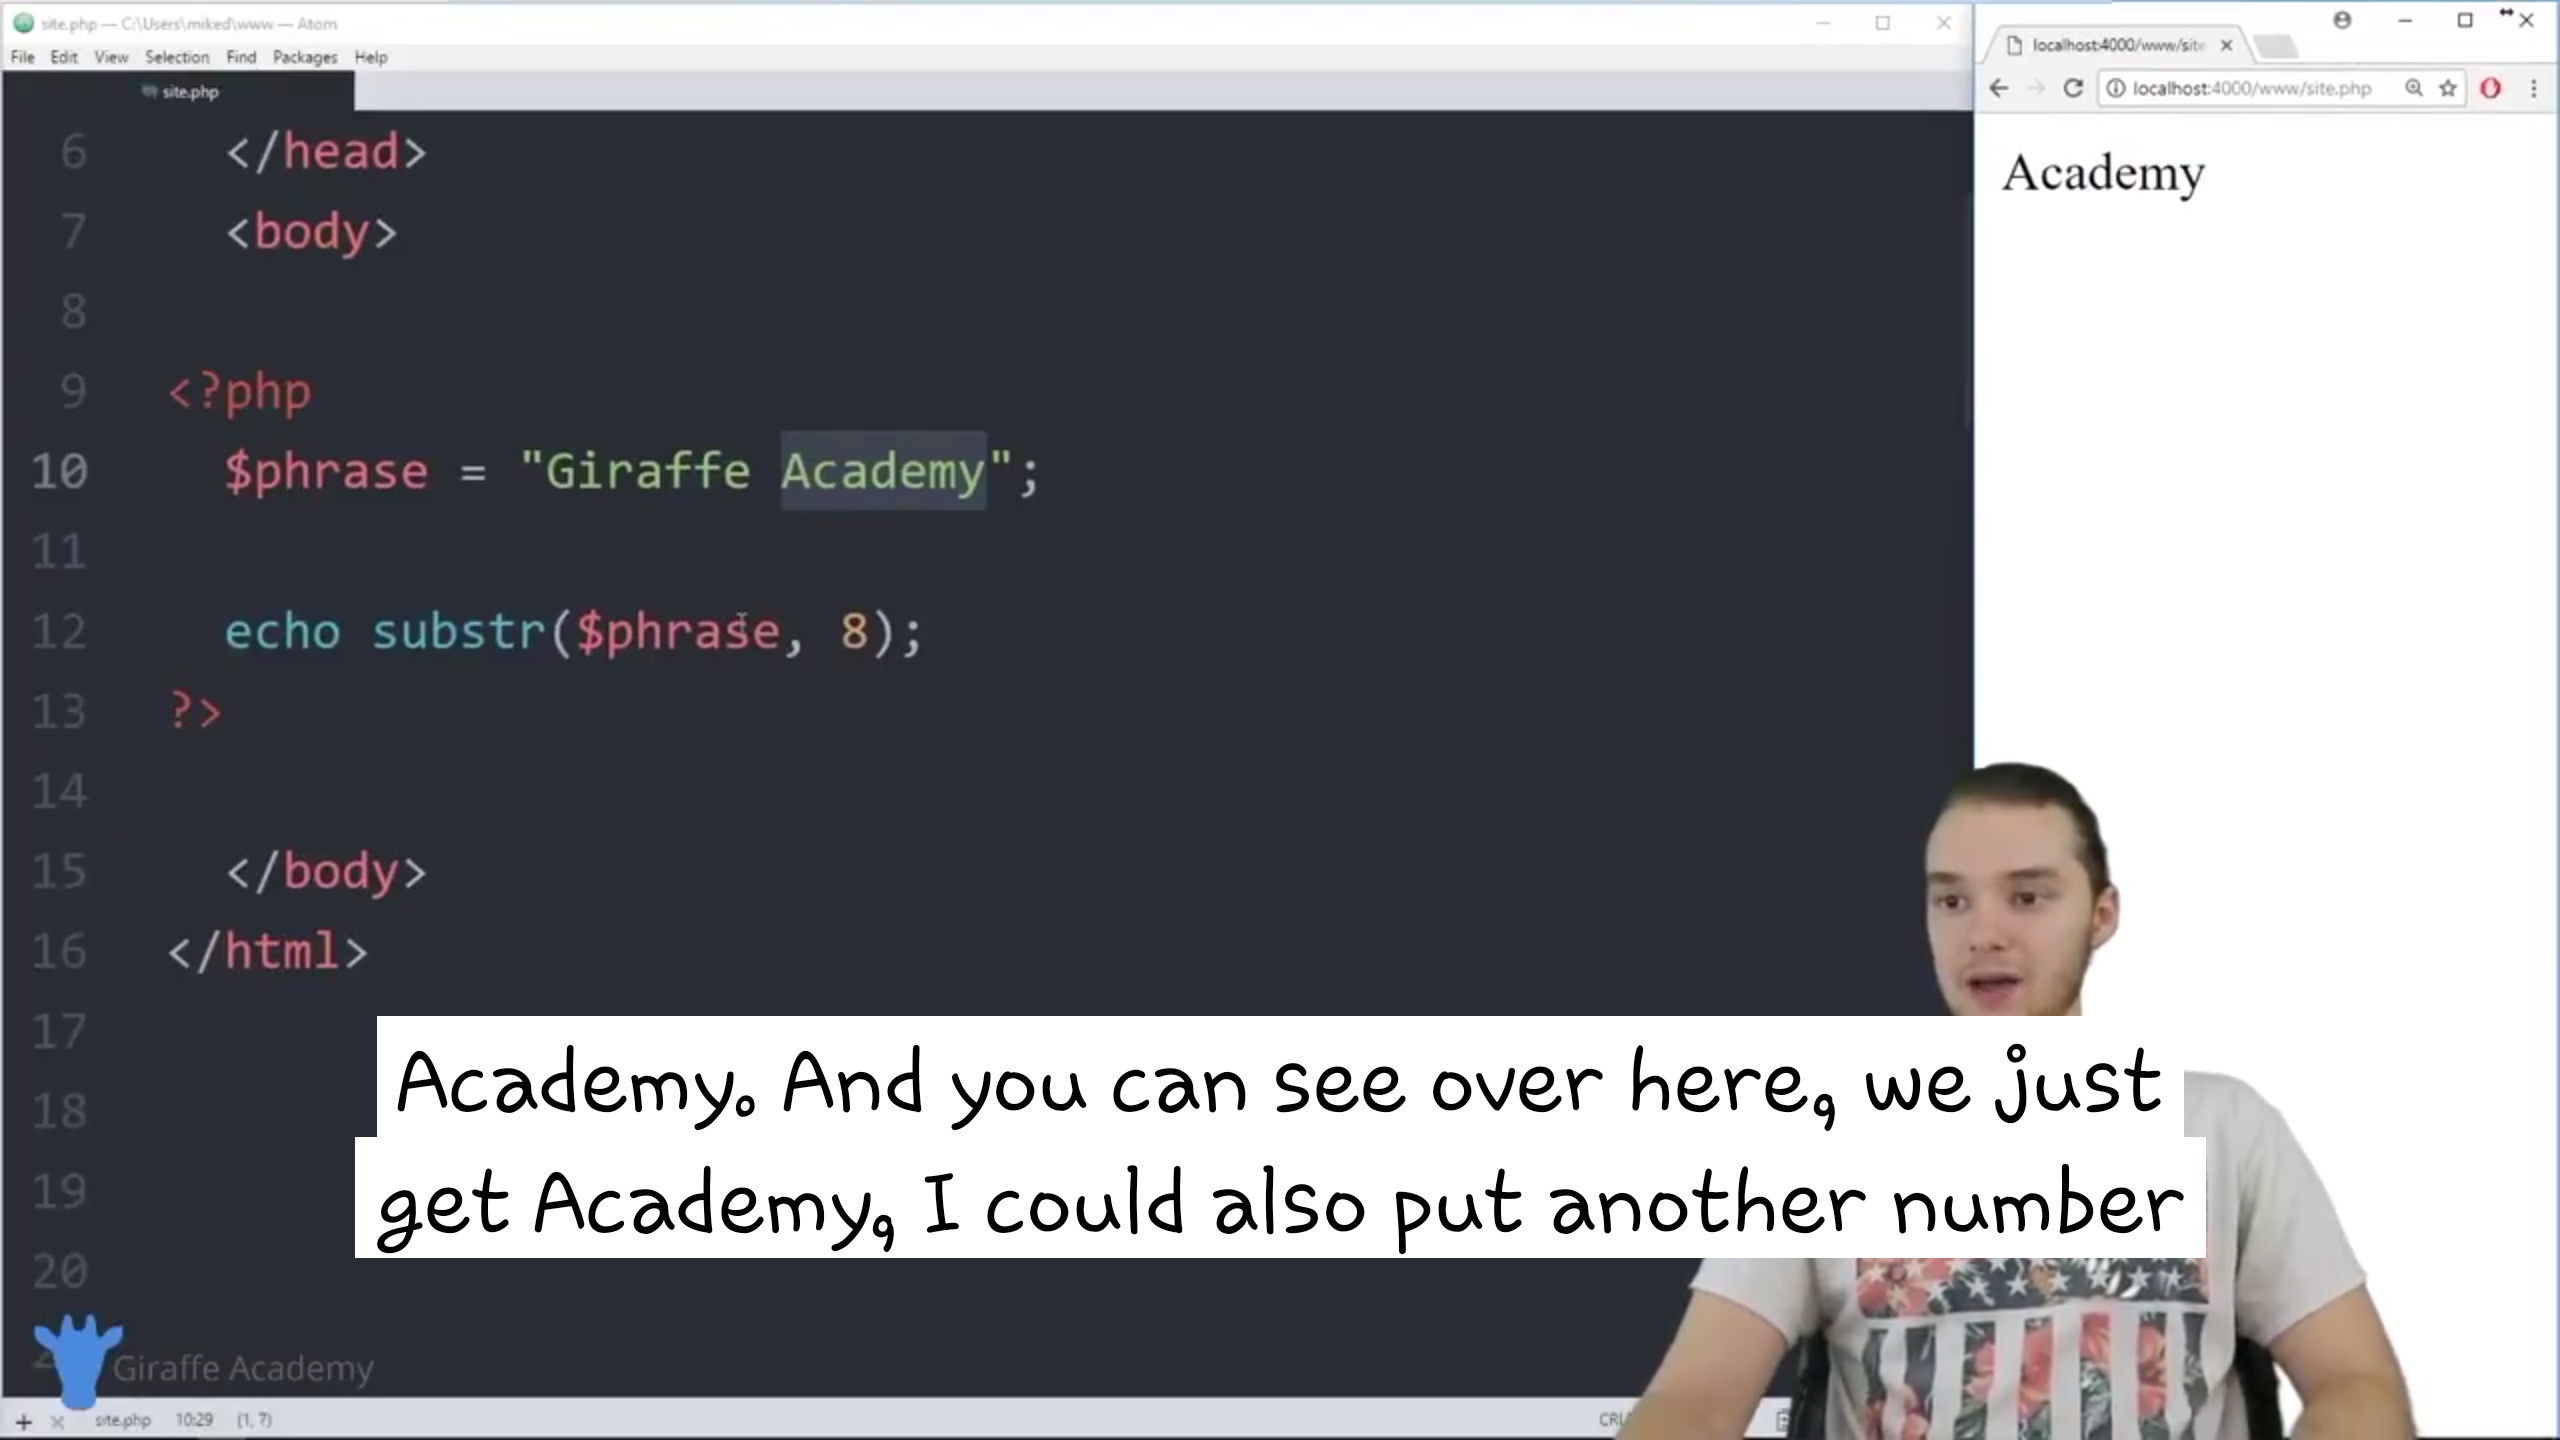 site.php — C:\Users\miked\www — Atom
File Edit View Selection Find Packages Help
site.php
6 </head>
7 <body>
8
9 <?php
10 $phrase = "Giraffe Academy";
11
12 echo substr($phrase, 8);
13 ?>
14
15 </body>
16 </html>
17
18
19
20
localhost:4000/www/site
localhost:4000/www/site.php
Academy
Academy. And you can see over here, we just
get Academy, I could also put another number
Giraffe Academy
site.php 10:29 (1, 7)